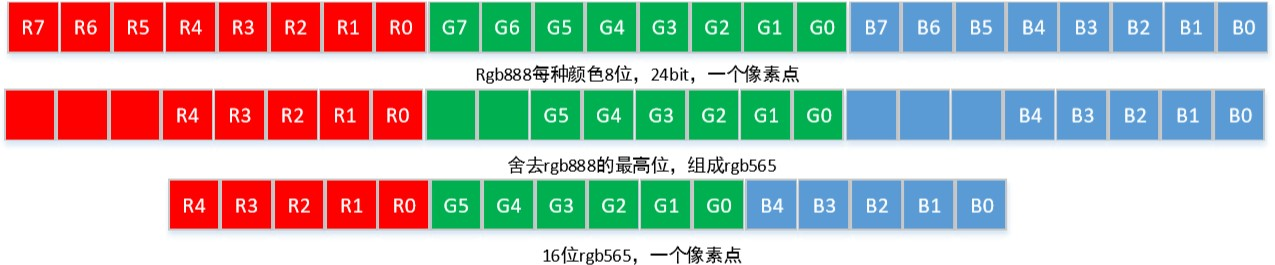 R7 R6 R5 R4 R3 R2 R1 R0 G7 G6 G5 G4 G3 G2 G1 G0 B7 B6 B5 B4 B3 B2 B1 B0
Rgb888每种颜色8位，24bit，一个像素点
R4 R3 R2 R1 R0 G5 G4 G3 G2 G1 G0 B4 B3 B2 B1 B0
舍去rgb888的最高位，组成rgb565
R4 R3 R2 R1 R0 G5 G4 G3 G2 G1 G0 B4 B3 B2 B1 B0
16位rgb565，一个像素点